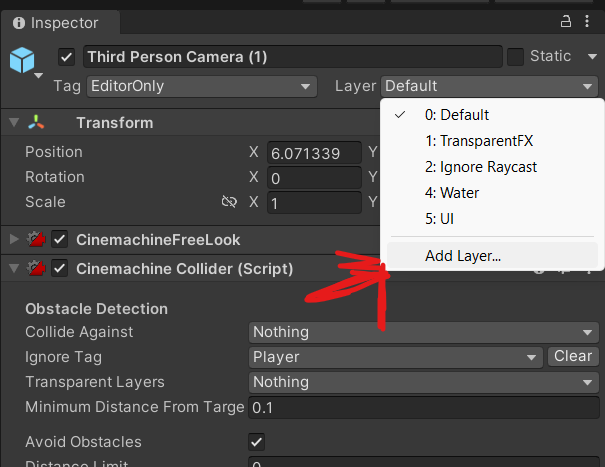 Inspector
Third Person Camera (1)
Static
Tag EditorOnly Layer Default
0: Default
1: TransparentFX
2: Ignore Raycast
4: Water
5: UI
Add Layer...
Transform
Position X 6.071339 Y
Rotation X 0 Y
Scale X 1 Y
CinemachineFreeLook
Cinemachine Collider (Script)
Obstacle Detection
Collide Against Nothing
Ignore Tag Player Clear
Transparent Layers Nothing
Minimum Distance From Targe 0.1
Avoid Obstacles
Distance Limit 0